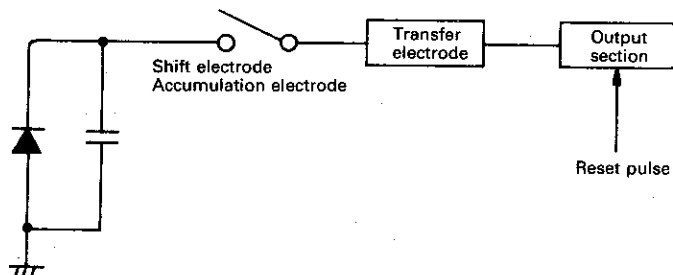 Shift electrode
Accumulation electrode
Transfer
electrode
Output
section
Reset pulse